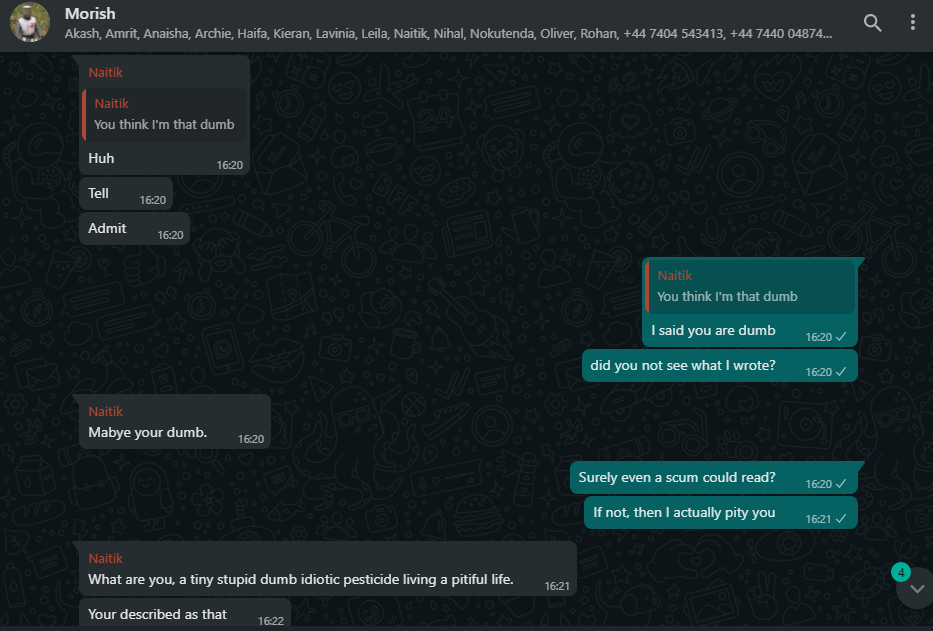 Morish
Akash, Amrit, Anaisha, Archie, Haifa, Kieran, Lavinia, Leila, Naitik, Nihal, Nokutenda, Oliver, Rohan, +44 7404 543413, +44 7440 04874...
Naitik
Naitik
You think I'm that dumb
Huh
16:20
Tell
16:20
Admit
16:20
Naitik
You think I'm that dumb
I said you are dumb
16:20
did you not see what I wrote?
16:20
Naitik
Mabye your dumb.
16:20
Surely even a scum could read?
16:20
If not, then I actually pity you
16:21
Naitik
What are you, a tiny stupid dumb idiotic pesticide living a pitiful life.
16:21
4
Your described as that
16:22